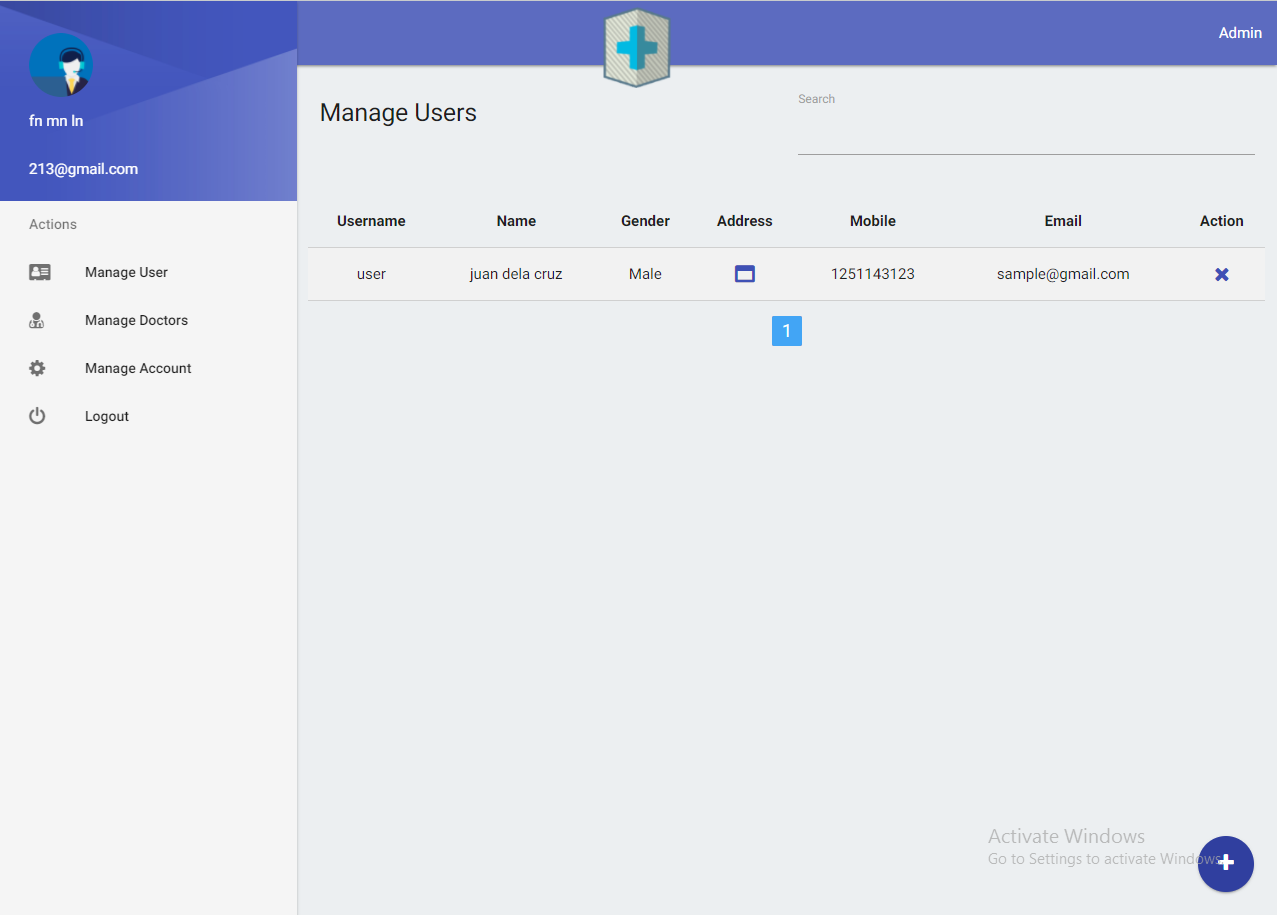 Admin
fn mn ln
213@gmail.com
Actions
Manage User
Manage Doctors
Manage Account
Logout
Manage Users
Search
Username Name Gender Address Mobile Email Action
user juan dela cruz Male 1251143123 sample@gmail.com
1
Activate Windows
Go to Settings to activate Windows.